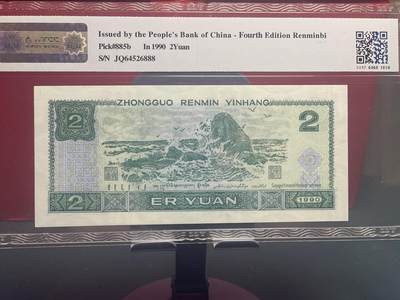 Issued by the People's Bank of China - Fourth Edition Renminbi
Pick#885b In 1990 2Yuan
S/N JQ64526888
ZHONGGUO RENMIN YINHANG
2 2
2 ER YUAN 1990